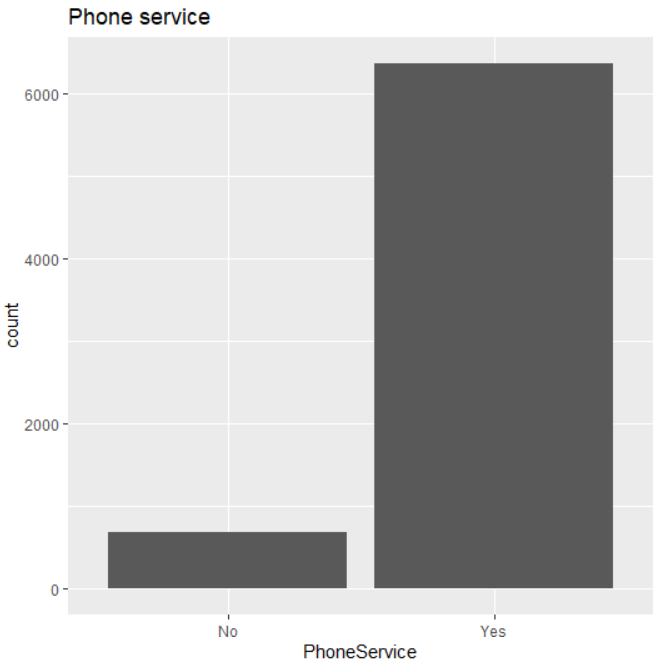 Phone service
6000
4000
2000
0
count
No Yes
PhoneService